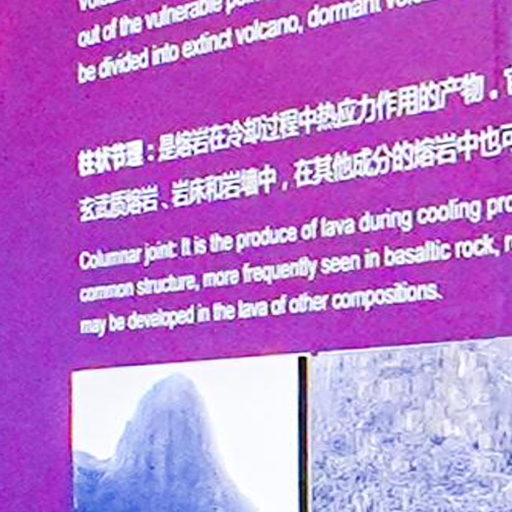 out of the vulnerable
be divided into extinct volcano, dormant
柱状节理：是熔岩在冷却过程中热应力作用的产物，
玄武质熔岩、岩床和岩墙中，在其他成分的熔岩中也可
Columnar joint: It is the produce of lava during cooling
common structure, more frequently seen in basaltic rock,
may be developed in the lava of other compositions.